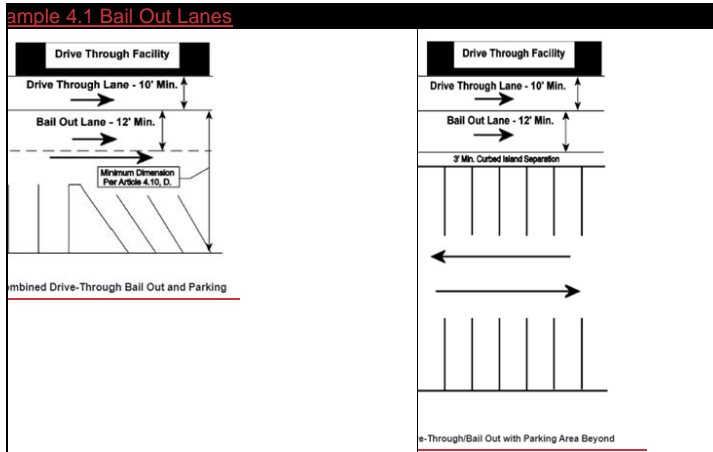 ample 4.1 Bail Out Lanes
Drive Through Facility
Drive Through Lane - 10' Min.
Bail Out Lane - 12' Min.
Minimum Dimension
Per Article 4.10, D.
ombined Drive-Through Bail Out and Parking
Drive Through Facility
Drive Through Lane - 10' Min.
Bail Out Lane - 12' Min.
3' Min. Curbed Island Separation
e-Through/Bail Out with Parking Area Beyond